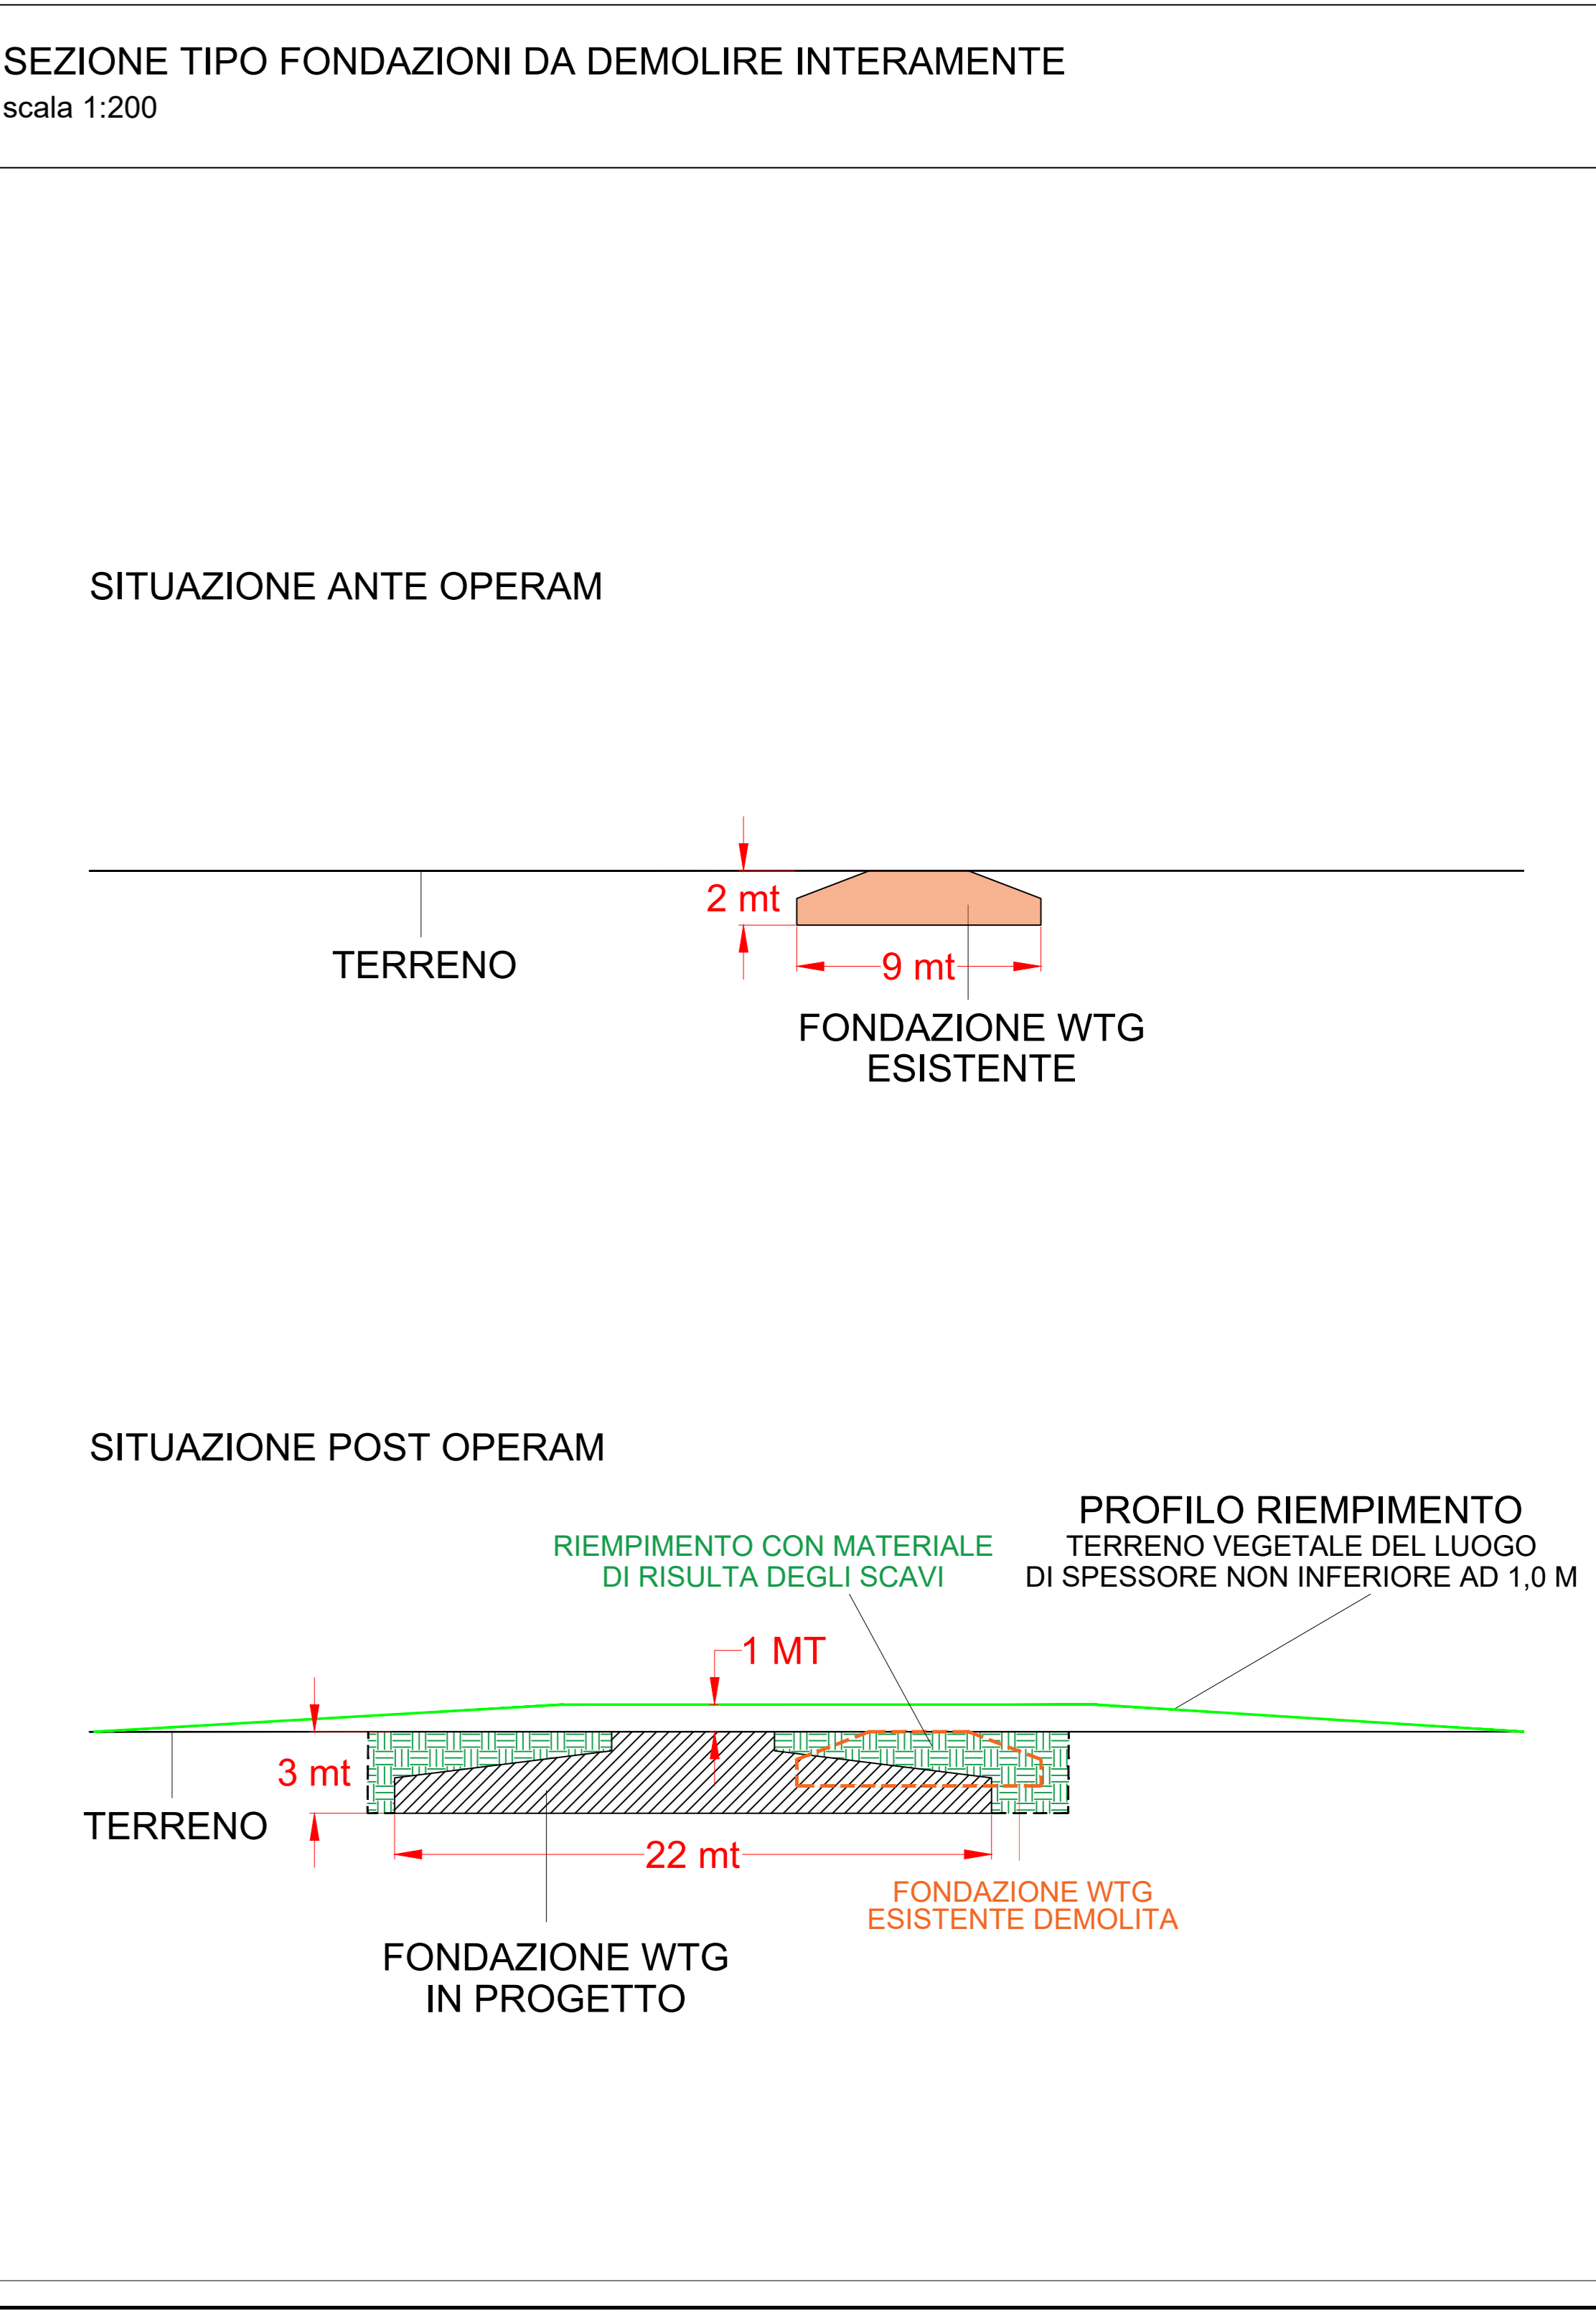 SEZIONE TIPO FONDAZIONI DA DEMOLIRE INTERAMENTE
scala 1:200
SITUAZIONE ANTE OPERAM
2 mt
TERRENO
9 mt
FONDAZIONE WTG
ESISTENTE
SITUAZIONE POST OPERAM
PROFILO RIEMPIMENTO
TERRENO VEGETALE DEL LUOGO
DI SPESSORE NON INFERIORE AD 1,0 M
RIEMPIMENTO CON MATERIALE
DI RISULTA DEGLI SCAVI
1 MT
3 mt
TERRENO
22 mt
FONDAZIONE WTG
ESISTENTE DEMOLITA
FONDAZIONE WTG
IN PROGETTO